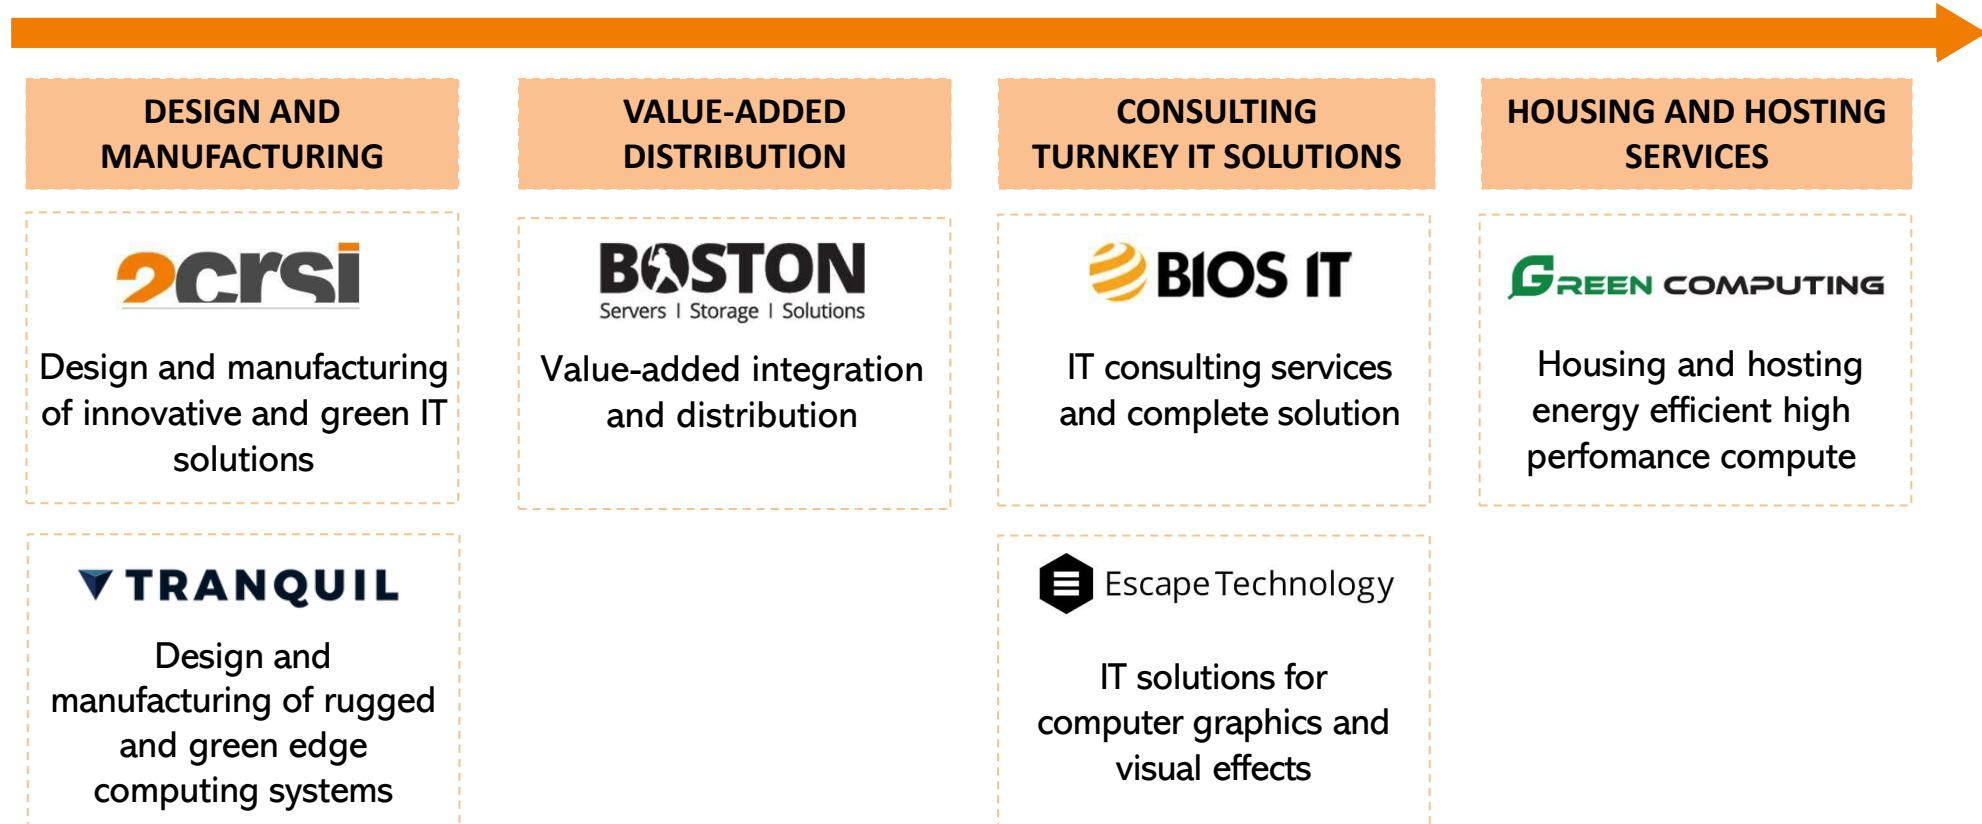 DESIGN AND
MANUFACTURING
VALUE-ADDED
DISTRIBUTION
CONSULTING
TURNKEY IT SOLUTIONS
HOUSING AND HOSTING
SERVICES
2crsi
Design and manufacturing
of innovative and green IT
solutions
BOSTON
Servers | Storage | Solutions
Value-added integration
and distribution
BIOS IT
IT consulting services
and complete solution
GREEN COMPUTING
Housing and hosting
energy efficient high
perfomance compute
TRANQUIL
Design and
manufacturing of rugged
and green edge
computing systems
Escape Technology
IT solutions for
computer graphics and
visual effects